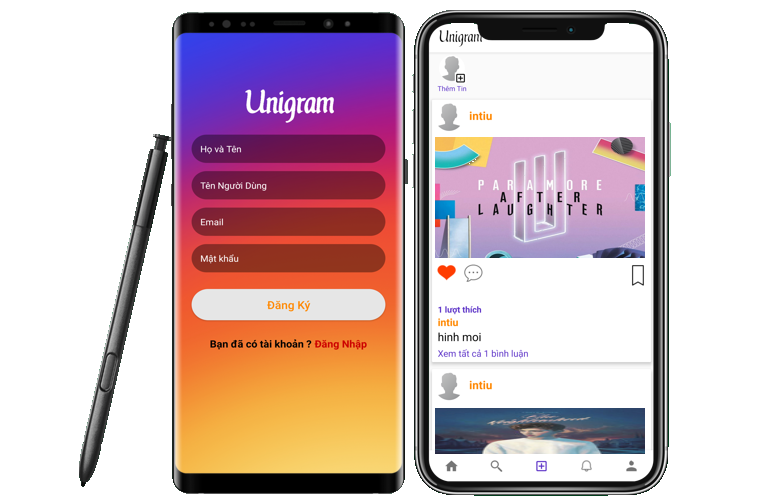 Unigram
Họ và Tên
Tên Người Dùng
Email
Mật khẩu
Đăng Ký
Bạn đã có tài khoản ? Đăng Nhập
Unigram
Thêm Tin
intiu
PARAMORE
AFTER
LAUGHTER
1 lượt thích
intiu
hinh moi
Xem tất cả 1 bình luận
intiu